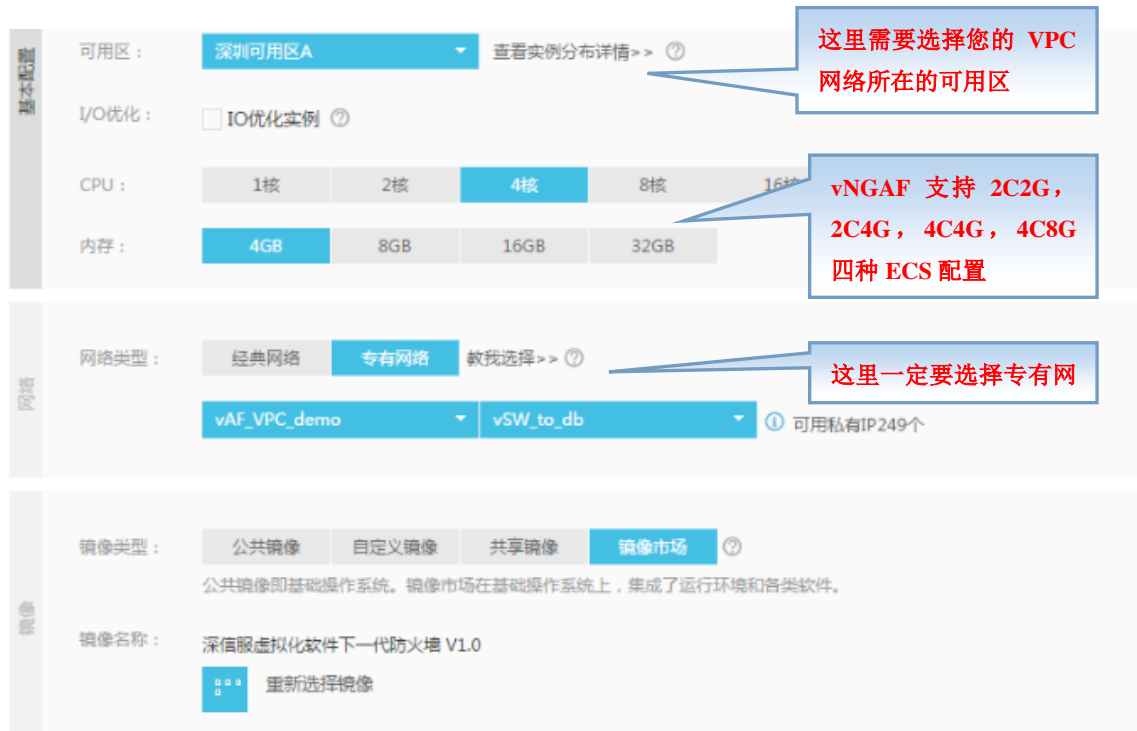 基本配置
可用区：
深圳可用区A
查看实例分布详情>>
这里需要选择您的 VPC
网络所在的可用区
I/O优化：
IO优化实例
CPU：
1核
2核
4核
8核
16核
vNGAF 支持 2C2G，
2C4G，4C4G，4C8G
四种 ECS 配置
内存：
4GB
8GB
16GB
32GB
网络
网络类型：
经典网络
专有网络
教我选择>>
这里一定要选择专有网
vAF_VPC_demo
vSW_to_db
可用私有IP249个
镜像
镜像类型：
公共镜像
自定义镜像
共享镜像
镜像市场
公共镜像即基础操作系统。镜像市场在基础操作系统上，集成了运行环境和各类软件。
镜像名称：
深信服虚拟化软件下一代防火墙 V1.0
重新选择镜像